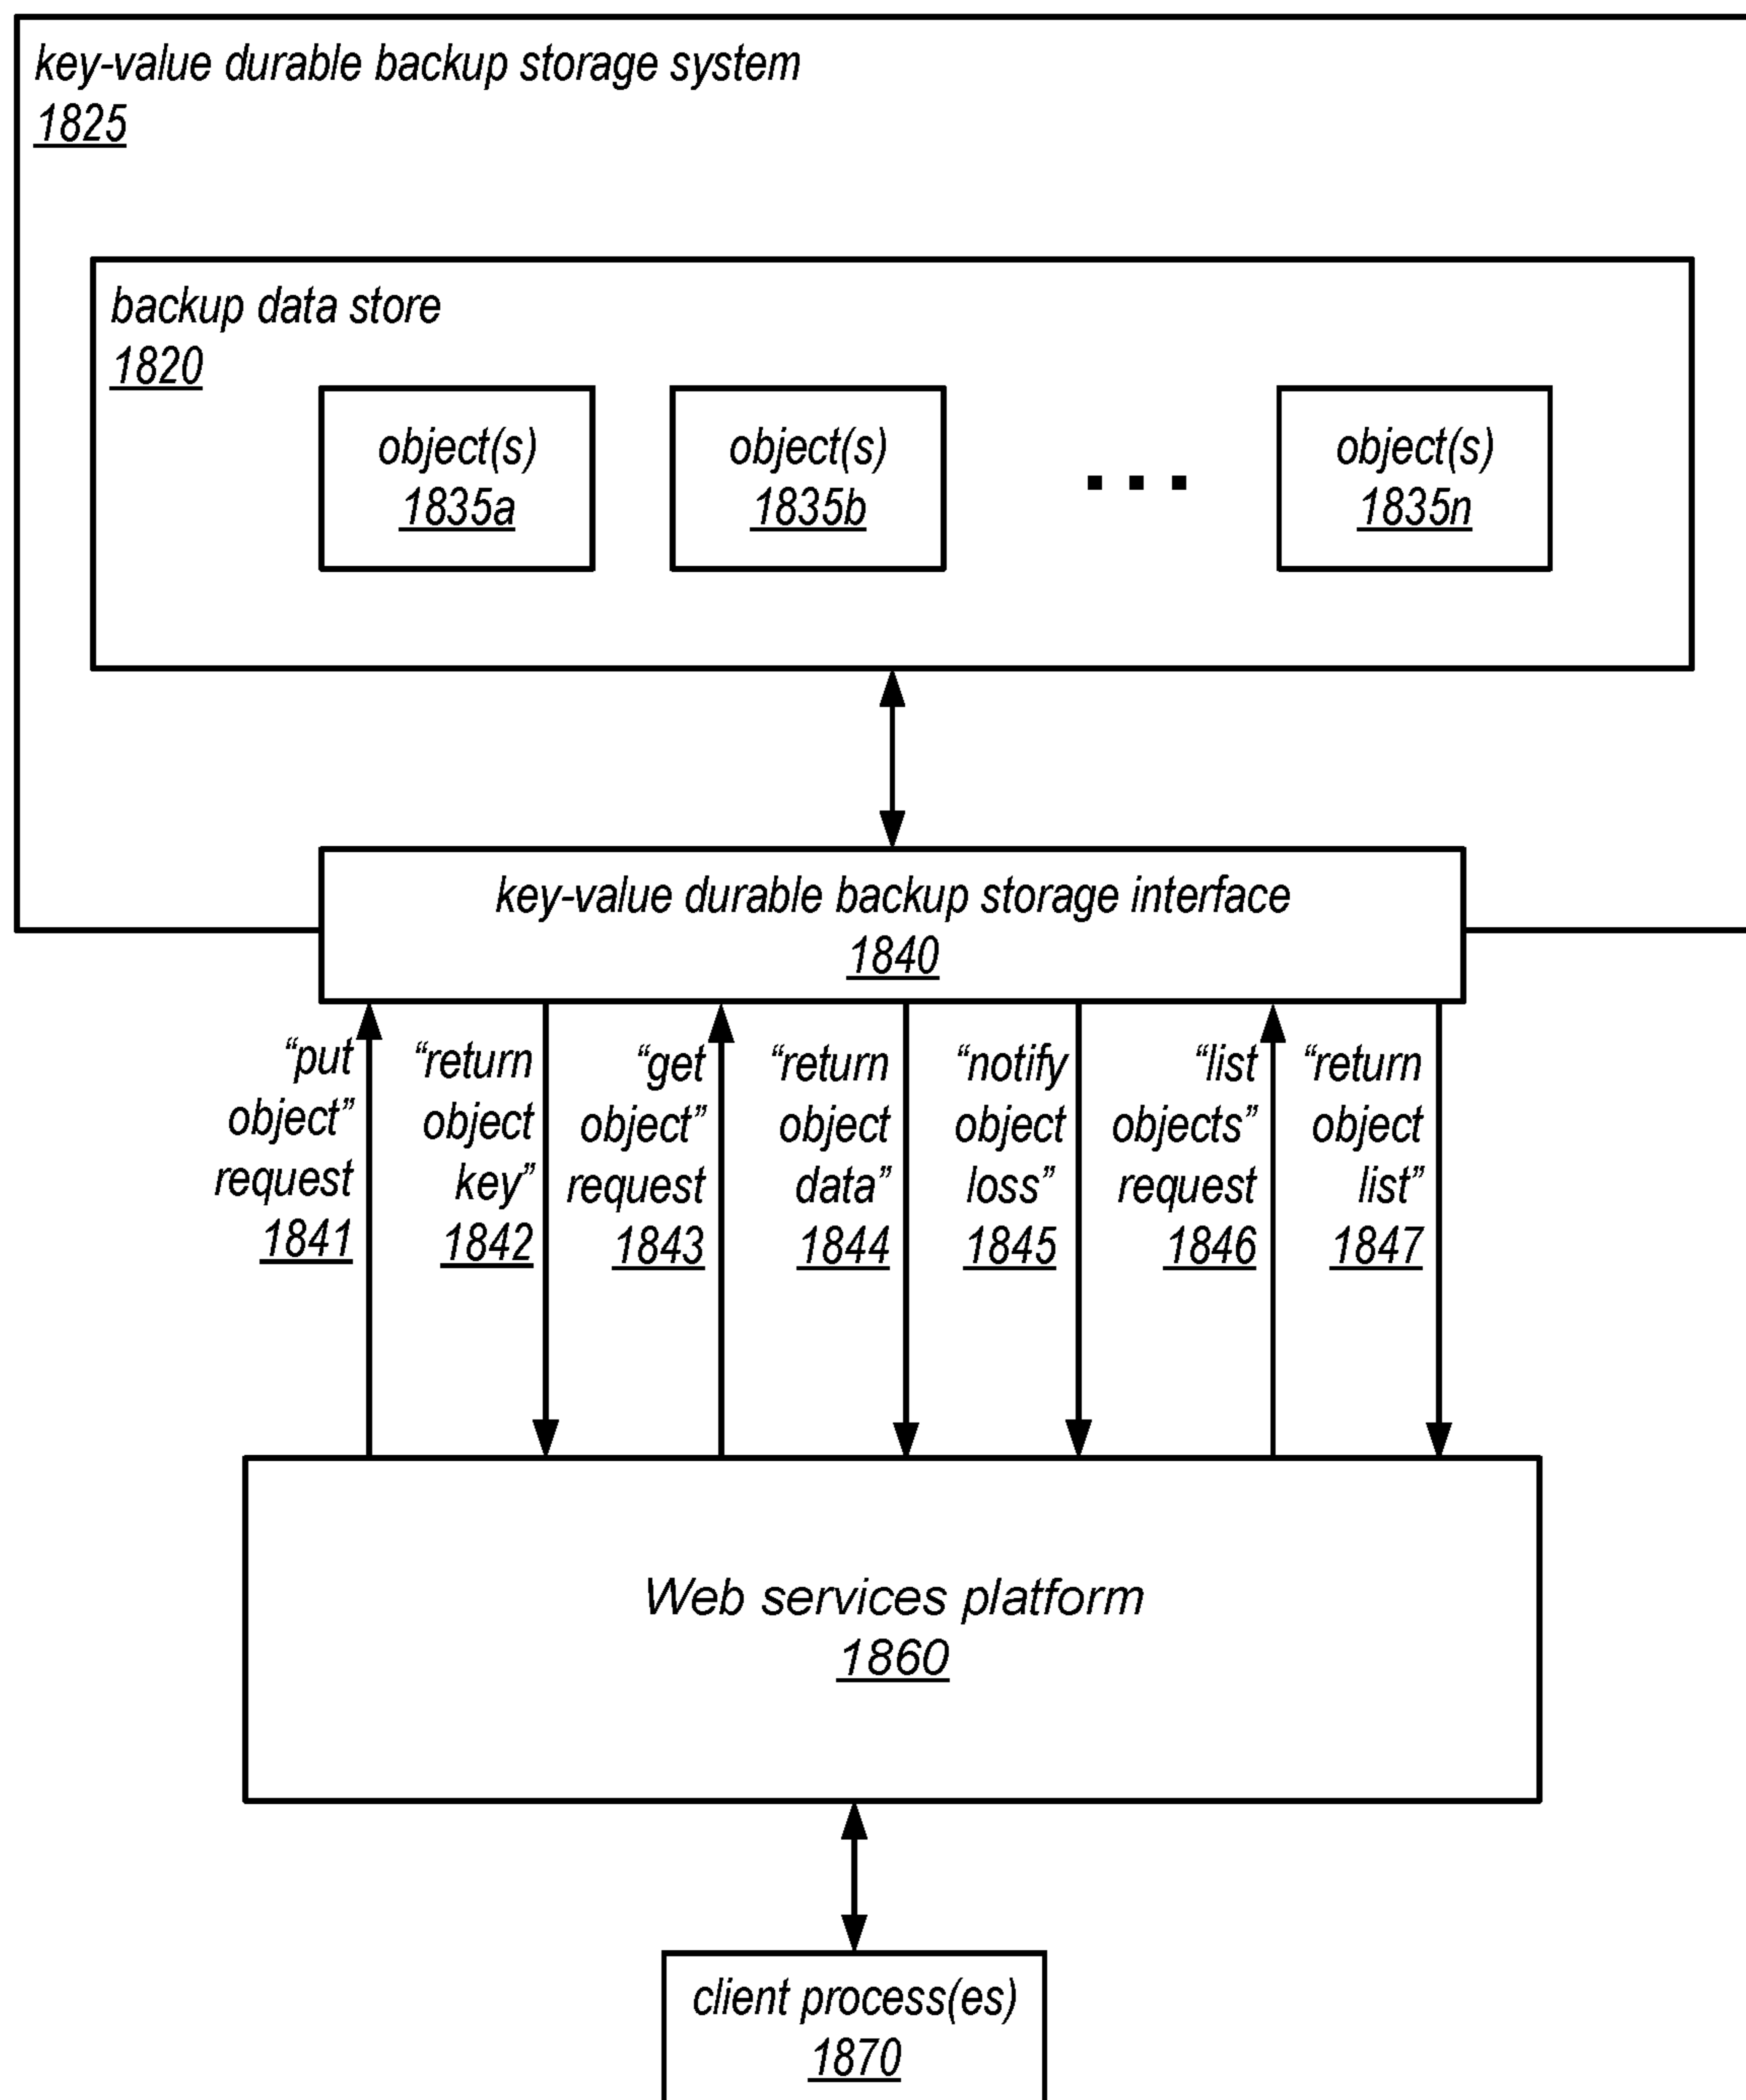 key-value durable backup storage system
1825
backup data store
1820
object(s)
1835a
object(s)
1835b
object(s)
1835n
key-value durable backup storage interface
1840
“put
object”
request
1841
“return
object
key”
1842
“get
object”
request
1843
“return
object
data”
1844
“notify
object
loss”
1845
“list
objects”
request
1846
“return
object
list”
1847
Web services platform
1860
client process(es)
1870